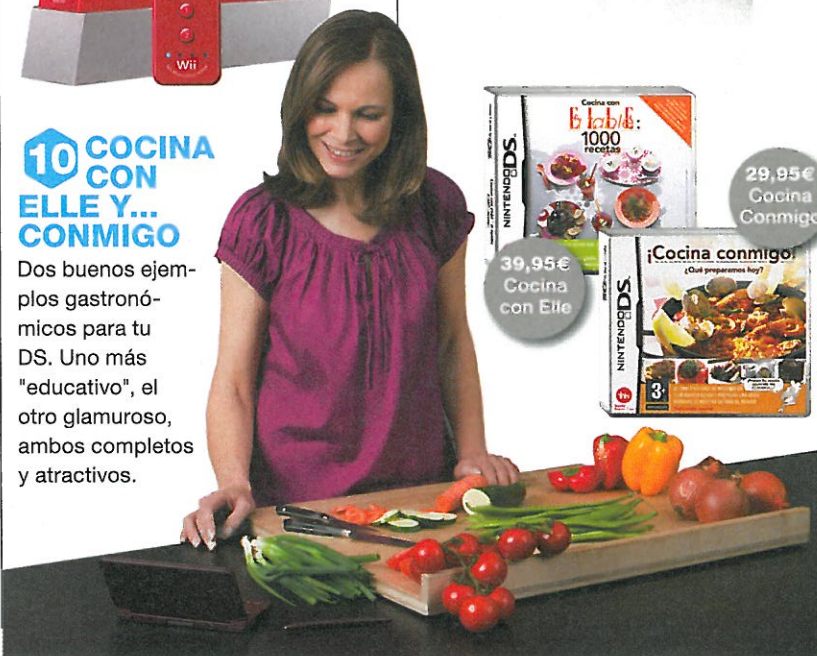 Wii
10 COCINA
CON
ELLE Y...
CONMIGO
Dos buenos ejem-
plos gastronó-
micos para tu
DS. Uno más
"educativo", el
otro glamuroso,
ambos completos
y atractivos.
NINTENDO DS
Cocina con
1000
recetas
39,95€
Cocina
con Elle
29,95€
Cocina
Conmigo
NINTENDO DS
¡Cocina conmigo!
¿Qué preparamos hoy?
3+